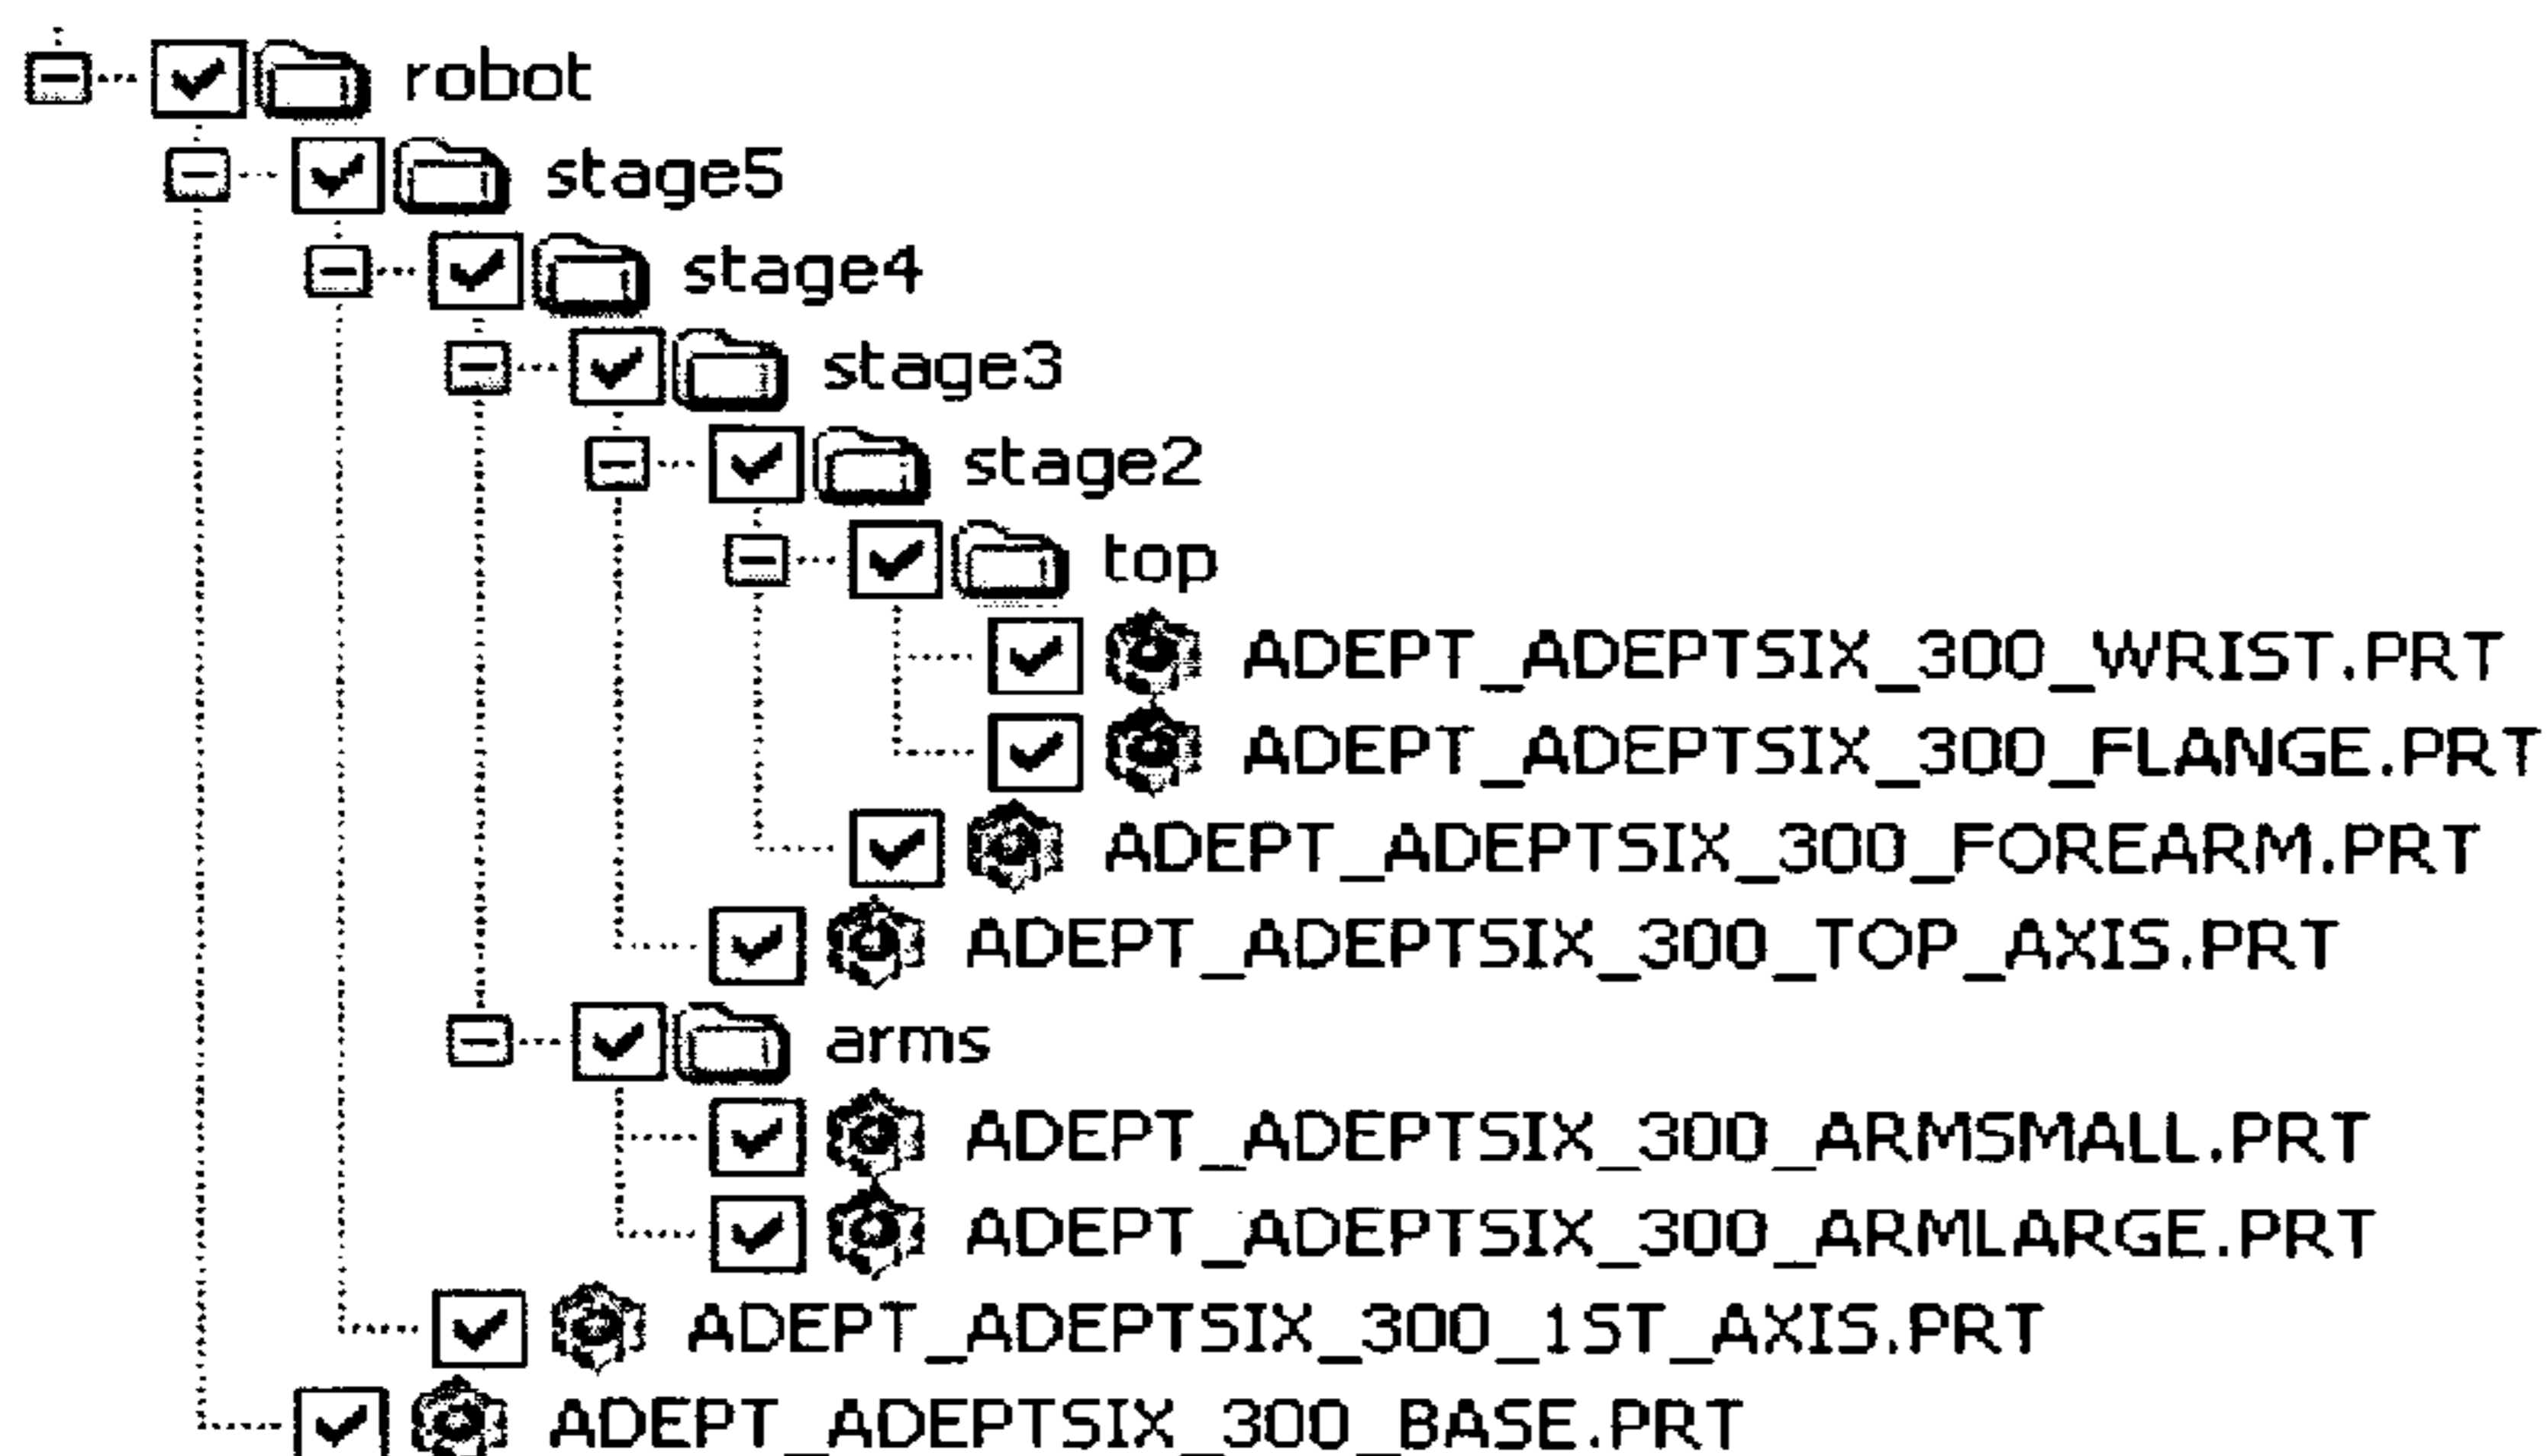 robot
stage5
stage4
stage3
stage2
top
ADEPT_ADEPTSIX_300_WRIST.PRT
ADEPT_ADEPTSIX_300_FLANGE.PRT
ADEPT_ADEPTSIX_300_FOREARM.PRT
ADEPT_ADEPTSIX_300_TOP_AXIS.PRT
arms
ADEPT_ADEPTSIX_300_ARMSMALL.PRT
ADEPT_ADEPTSIX_300_ARMLARGE.PRT
ADEPT_ADEPTSIX_300_1ST_AXIS.PRT
ADEPT_ADEPTSIX_300_BASE.PRT